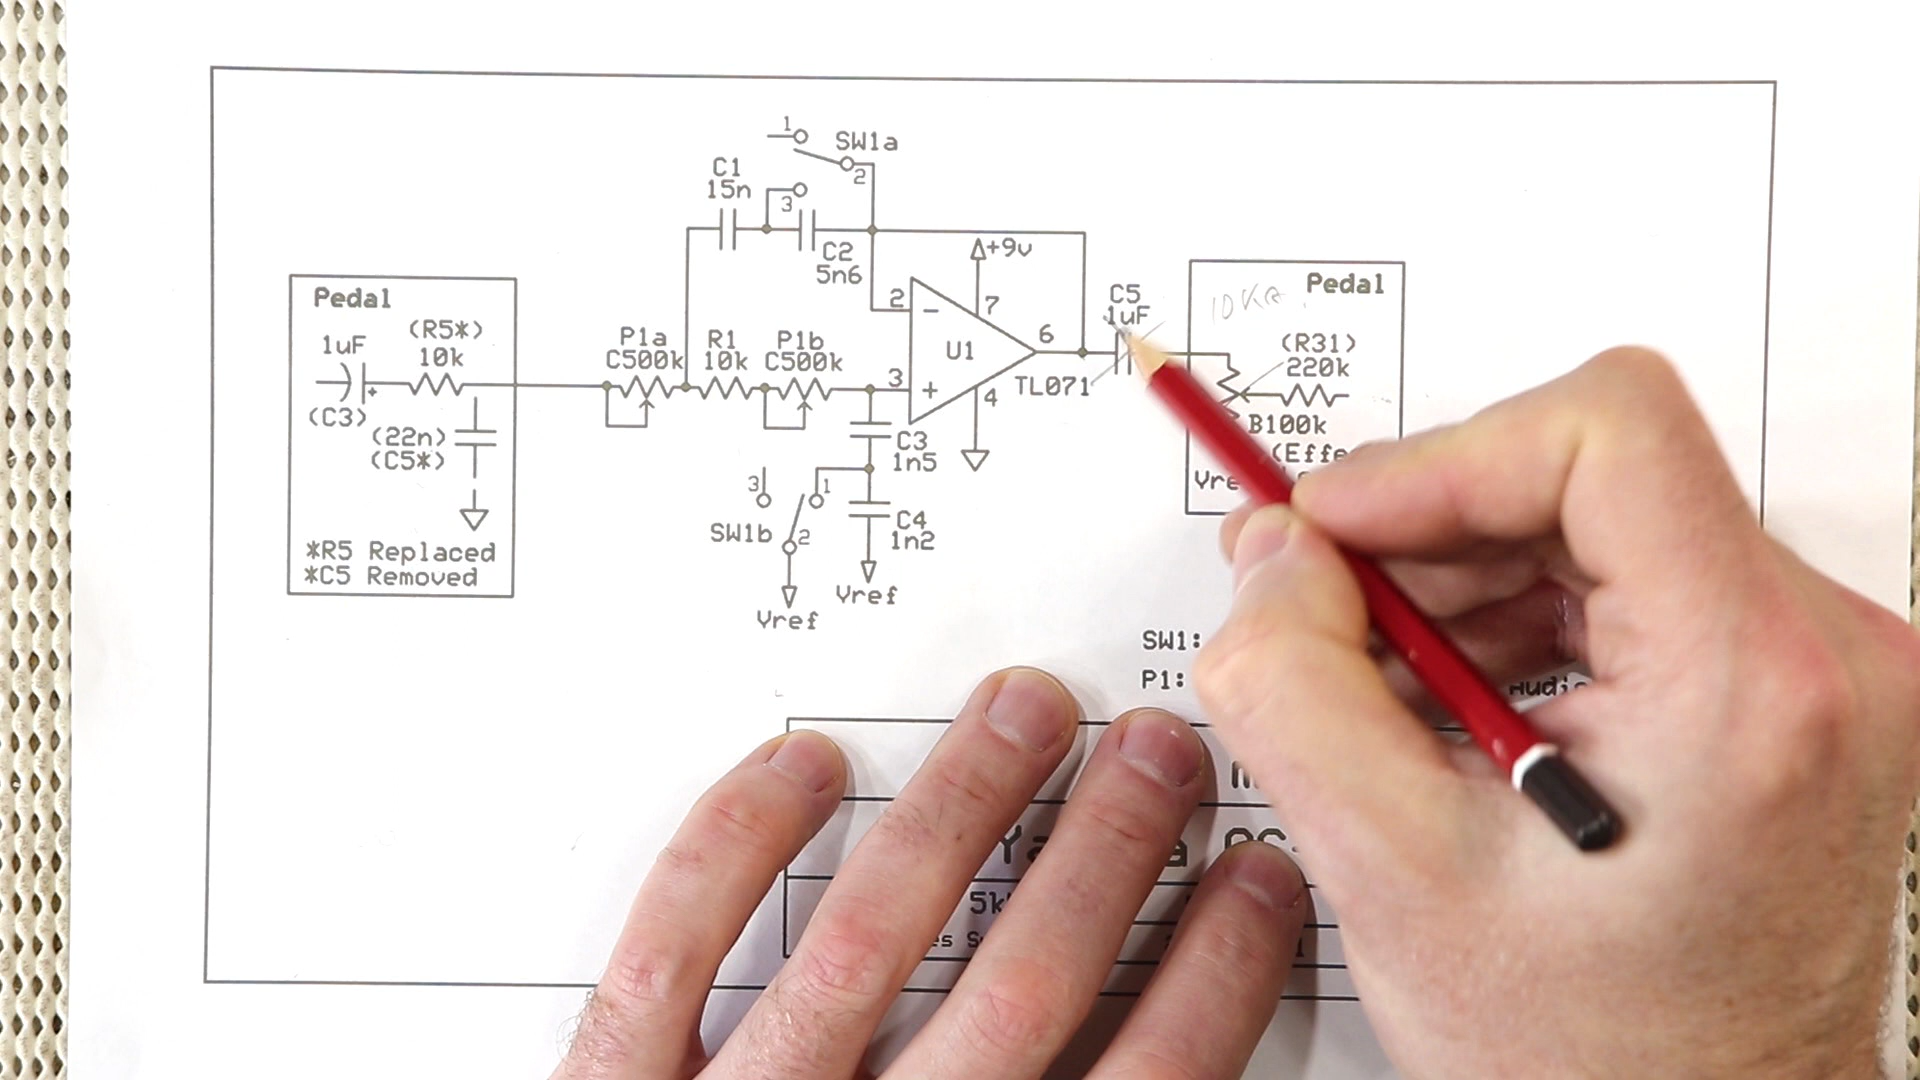 1
SW1a
2
C1
15n
3
C2
5n6
+9v
Pedal
1uF
(R5*)
10k
(C3)
+
(22n)
(C5*)
*R5 Replaced
*C5 Removed
P1a
C500k
R1
10k
P1b
C500k
2
-
7
U1
6
3
+
4
TL071
C5
1uF
10K
Pedal
(R31)
220k
B100k
C3
1n5
3
1
SW1b
2
C4
1n2
Vref
Vref
SW1:
P1: